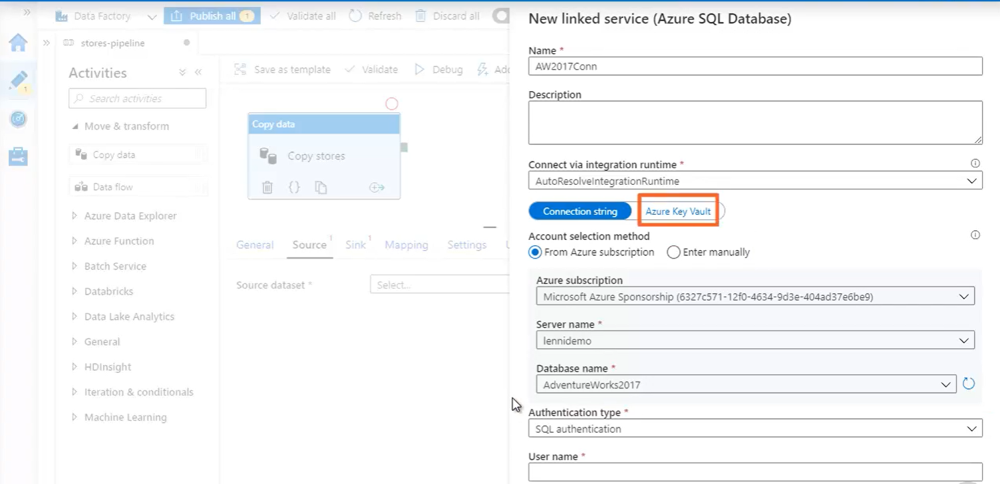 Data Factory
Publish all 1
Validate all
Refresh
Discard all
stores-pipeline
Activities
Search activities
Move & transform
Copy data
Data flow
Azure Data Explorer
Azure Function
Batch Service
Databricks
Data Lake Analytics
General
HDInsight
Iteration & conditionals
Machine Learning
1
Save as template
Validate
Debug
Add
Copy data
Copy stores
General
Source 1
Sink 1
Mapping
Settings
Source dataset *
Select...
New linked service (Azure SQL Database)
Name *
AW2017Conn
Description
Connect via integration runtime *
AutoResolveIntegrationRuntime
Connection string
Azure Key Vault
Account selection method
From Azure subscription
Enter manually
Azure subscription
Microsoft Azure Sponsorship (6327c571-12f0-4634-9d3e-404ad37e6be9)
Server name *
lennidemo
Database name *
AdventureWorks2017
Authentication type *
SQL authentication
User name *